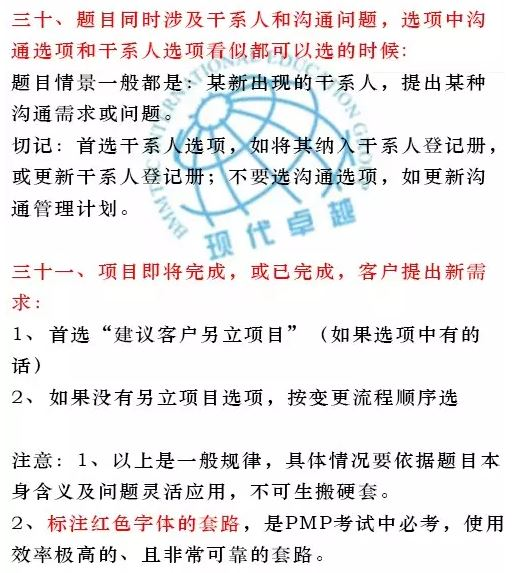 三十、题目同时涉及干系人和沟通问题，选项中沟
通选项和干系人选项看似都可以选的时候：
题目情景一般都是：某新出现的干系人，提出某种
沟通需求或问题。
切记：首选干系人选项，如将其纳入干系人登记册，
或更新干系人登记册；不要选沟通选项，如更新沟
通管理计划。
现代卓越
三十一、项目即将完成，或已完成，客户提出新需
求：
1、首选“建议客户另立项目”（如果选项中有的
话）
2、如果没有另立项目选项，按变更流程顺序选
注意：1、以上是一般规律，具体情况要依据题目本
身含义及问题灵活应用，不可生搬硬套。
2、标注红色字体的套路，是PMP考试中必考，使用
效率极高的、且非常可靠的套路。